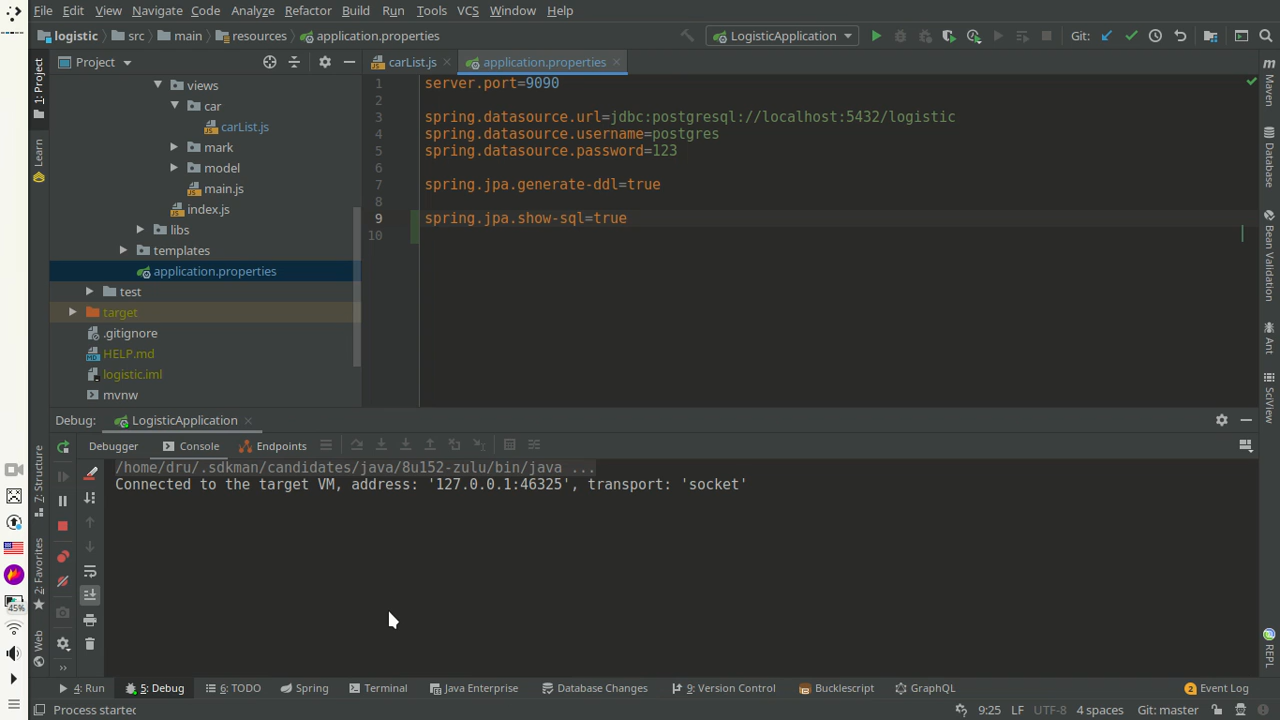 File Edit View Navigate Code Analyze Refactor Build Run Tools VCS Window Help
logistic src main resources application.properties LogisticApplication Git:
Project carList.js application.properties
1: Project
Learn
7: Structure
2: Favorites
Web
views
car
carList.js
mark
model
main.js
index.js
libs
templates
application.properties
test
target
.gitignore
HELP.md
logistic.iml
mvnw
1 server.port=9090
2
3 spring.datasource.url=jdbc:postgresql://localhost:5432/logistic
4 spring.datasource.username=postgres
5 spring.datasource.password=123
6
7 spring.jpa.generate-ddl=true
8
9 spring.jpa.show-sql=true
10
Maven
Database
Bean Validation
Ant
SciView
REPL
Debug: LogisticApplication
Debugger Console Endpoints
/home/dru/.sdkman/candidates/java/8u152-zulu/bin/java ...
Connected to the target VM, address: '127.0.0.1:46325', transport: 'socket'
45%
4: Run 5: Debug 6: TODO Spring Terminal Java Enterprise Database Changes 9: Version Control Bucklescript GraphQL 2 Event Log
Process started 9:25 LF UTF-8 4 spaces Git: master